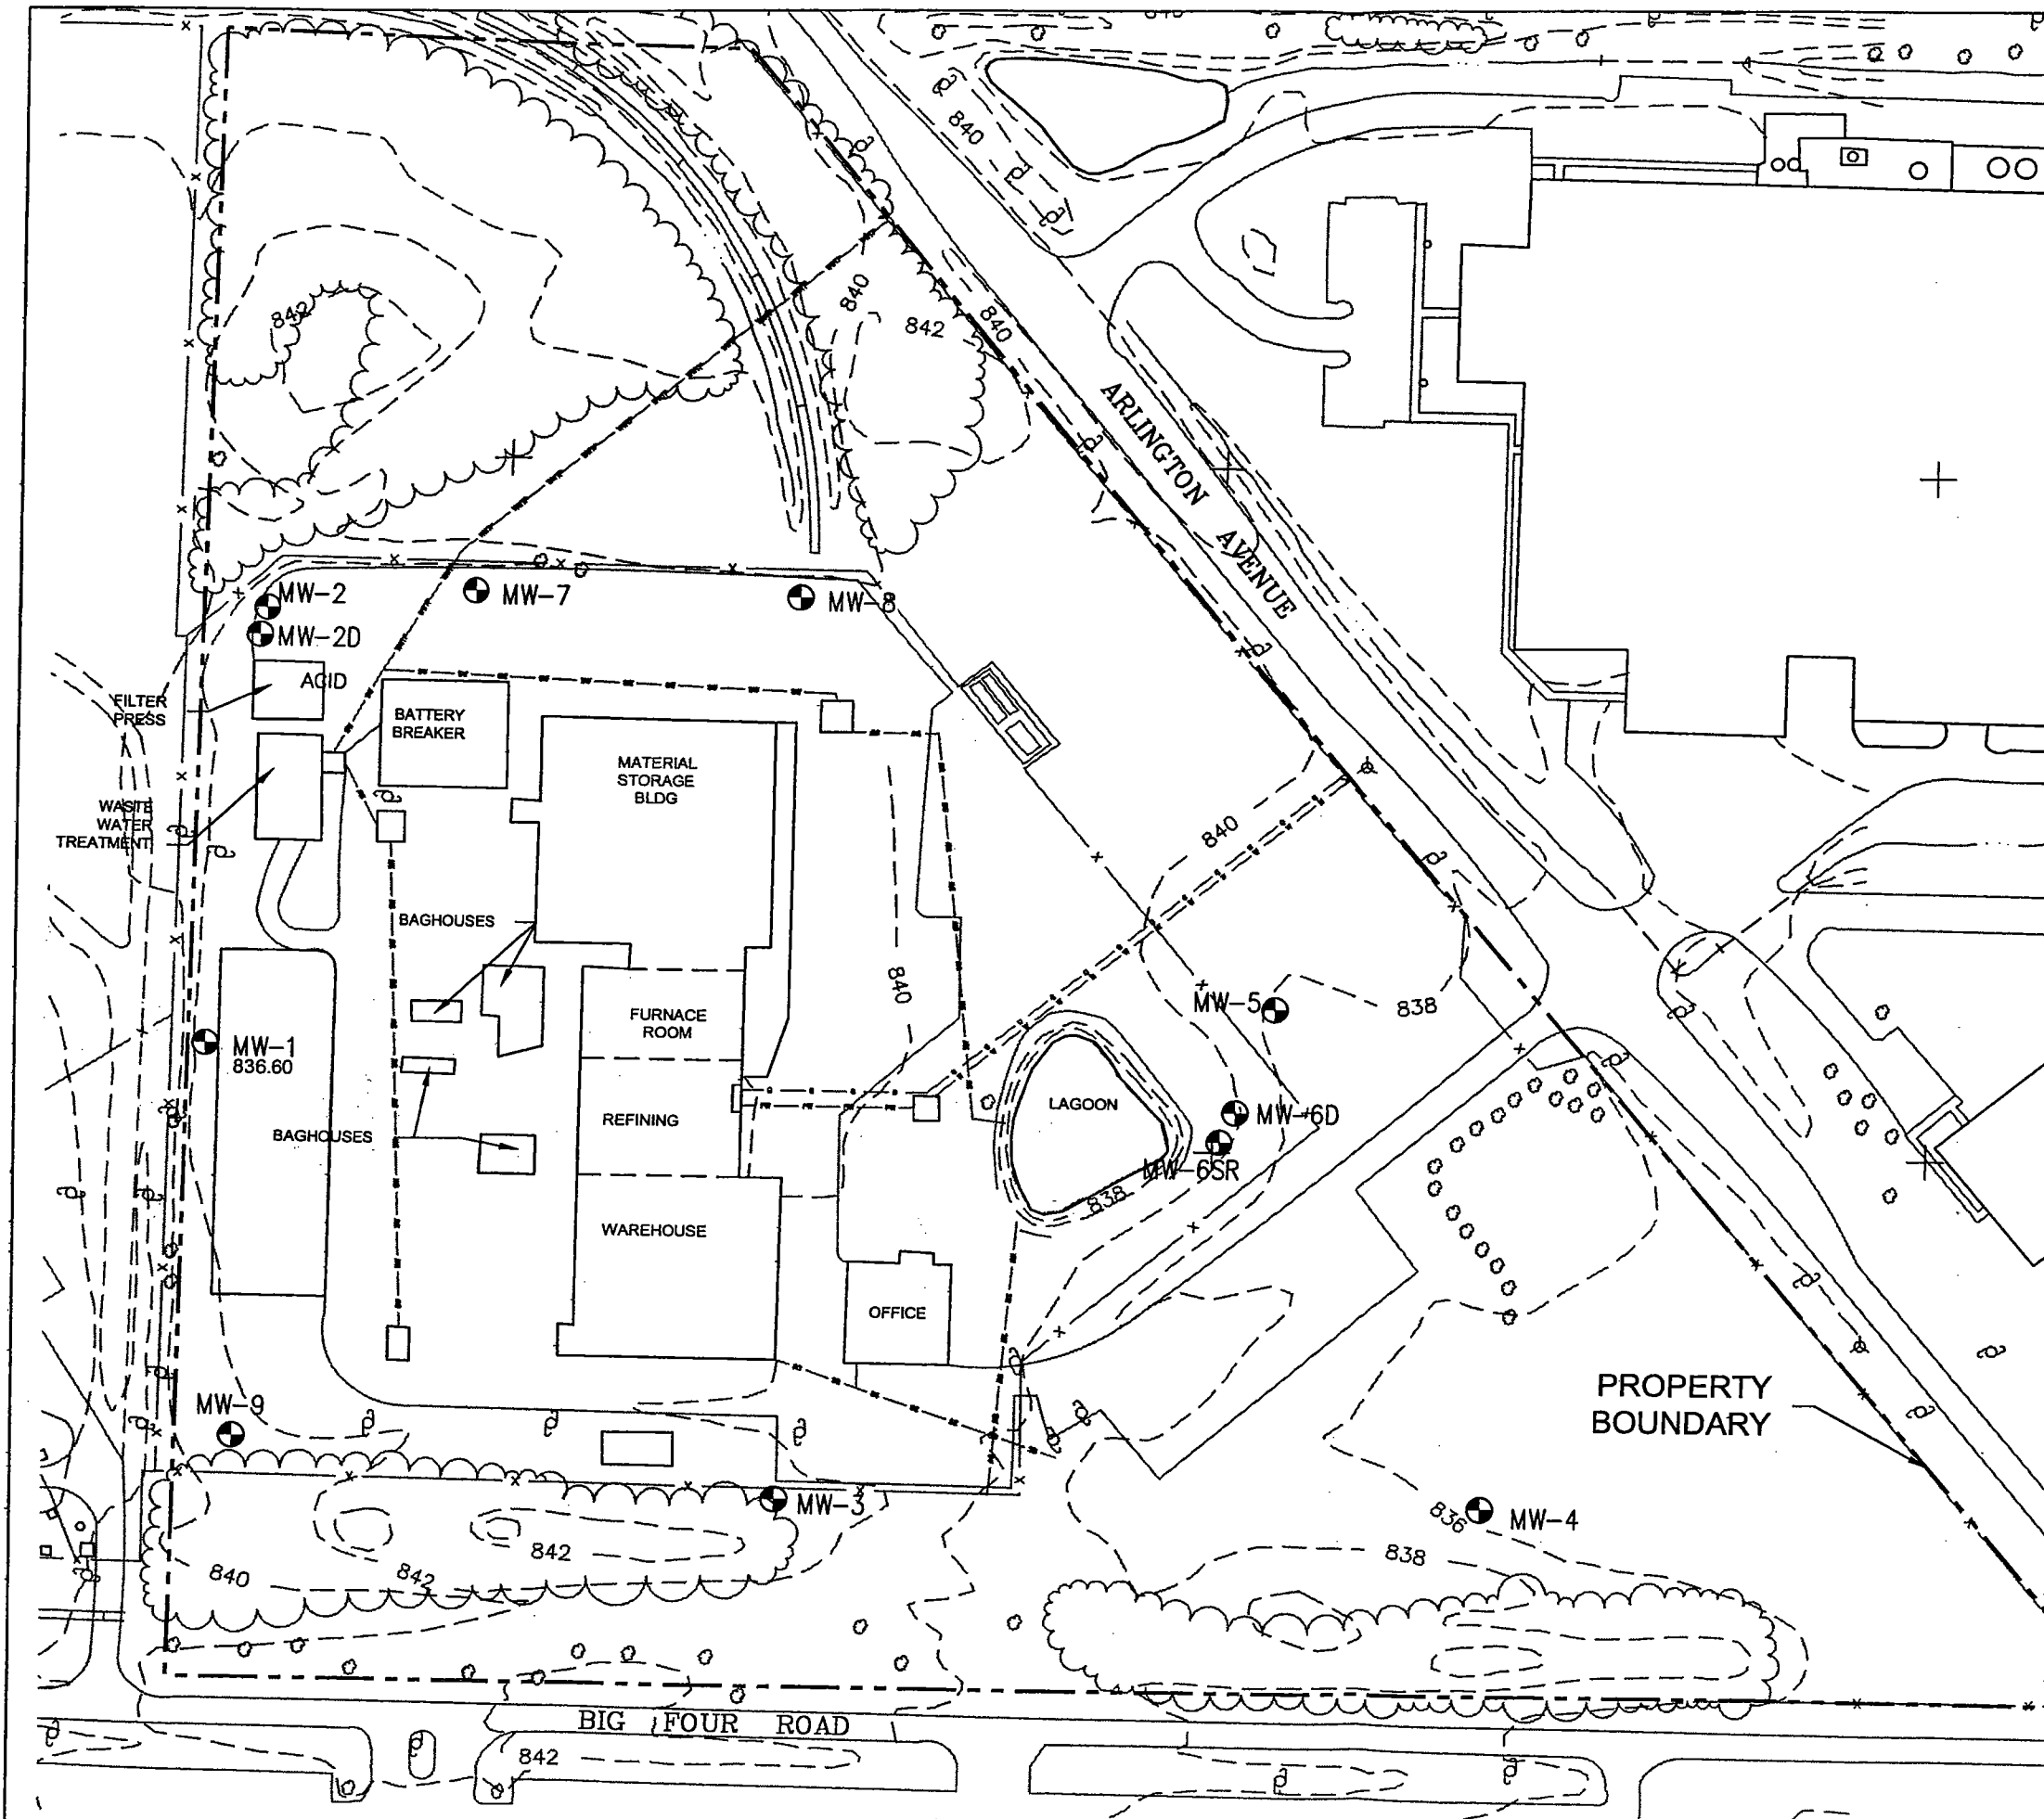 840
842
840
842
840
ARLINGTON AVENUE
MW-2
MW-7
MW-8
MW-2D
ACID
FILTER
PRESS
BATTERY
BREAKER
MATERIAL
STORAGE
BLDG
WASTE
WATER
TREATMENT
840
BAGHOUSES
840
MW-5
838
FURNACE
ROOM
MW-1
836.60
LAGOON
MW-6D
REFINING
BAGHOUSES
MW-6SR
838
WAREHOUSE
OFFICE
PROPERTY
BOUNDARY
MW-9
MW-3
836
MW-4
842
838
840
842
BIG FOUR ROAD
842